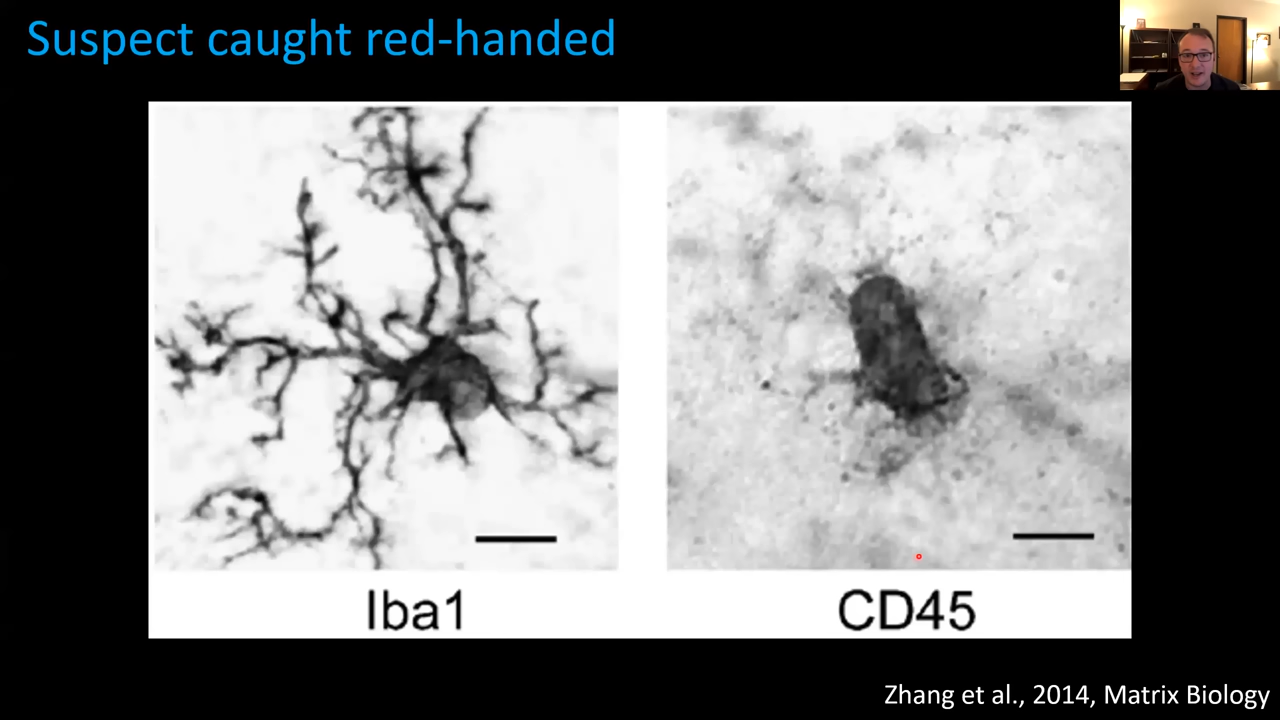 Suspect caught red-handed
Iba1
CD45
Zhang et al., 2014, Matrix Biology